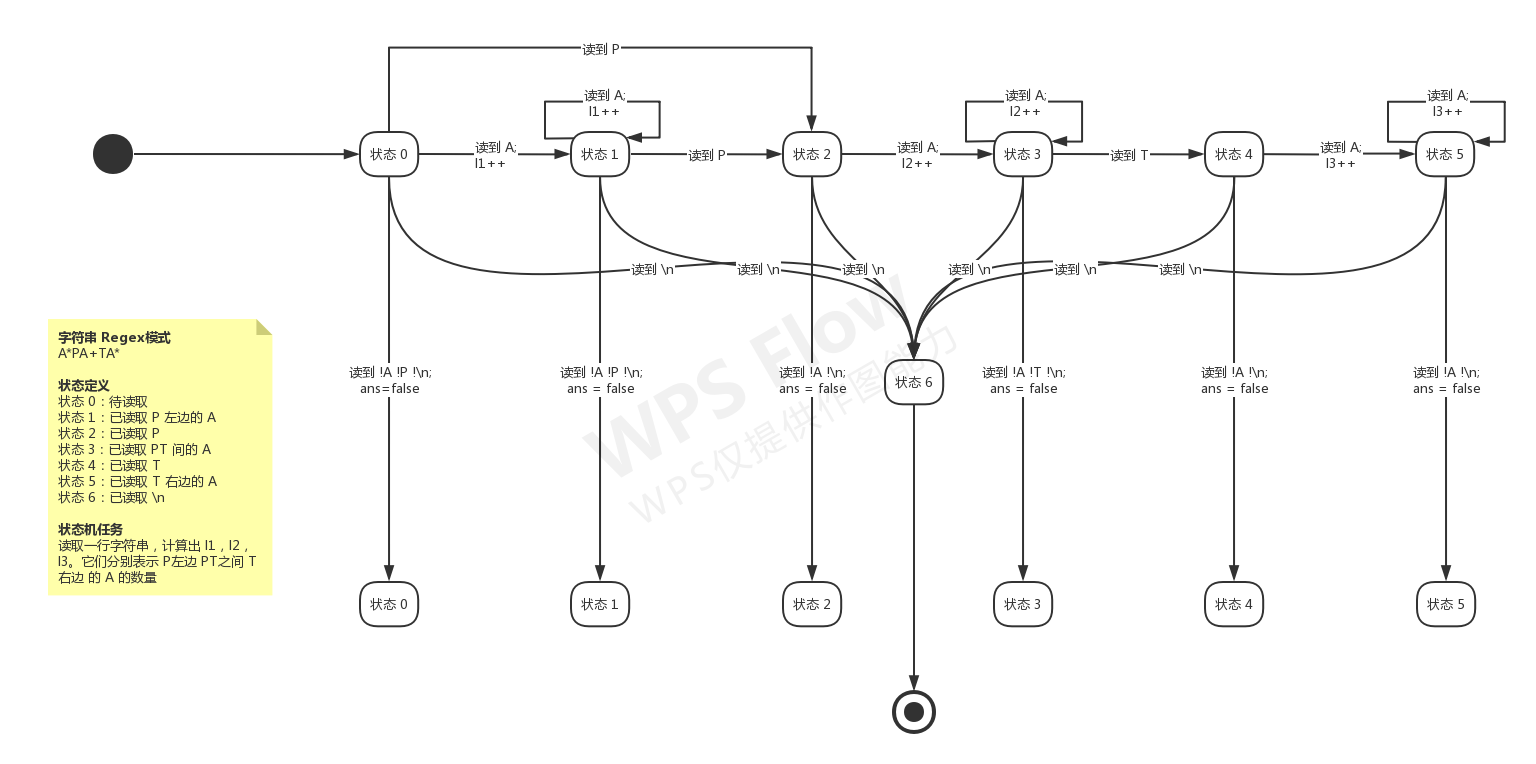 读到 P
读到 A;
l1++
读到 A;
l2++
读到 A;
l3++
状态 0
读到 A;
l1++
状态 1
读到 P
状态 2
读到 A;
l2++
状态 3
读到 T
状态 4
读到 A;
l3++
状态 5
读到 \n
读到 \n
读到 \n
读到 \n
读到 \n
读到 \n
字符串 Regex模式
A*PA+TA*
状态定义
状态 0：待读取
状态 1：已读取 P 左边的 A
状态 2：已读取 P
状态 3：已读取 PT 间的 A
状态 4：已读取 T
状态 5：已读取 T 右边的 A
状态 6：已读取 \n
状态机任务
读取一行字符串，计算出 l1，l2，
l3。它们分别表示 P左边 PT之间 T
右边 的 A 的数量
读到 !A !P !\n;
ans=false
读到 !A !P !\n;
ans = false
读到 !A !\n;
ans = false
状态 6
读到 !A !T !\n;
ans = false
读到 !A !\n;
ans = false
读到 !A !\n;
ans = false
WPS Flow
WPS仅提供作图能力
状态 0
状态 1
状态 2
状态 3
状态 4
状态 5